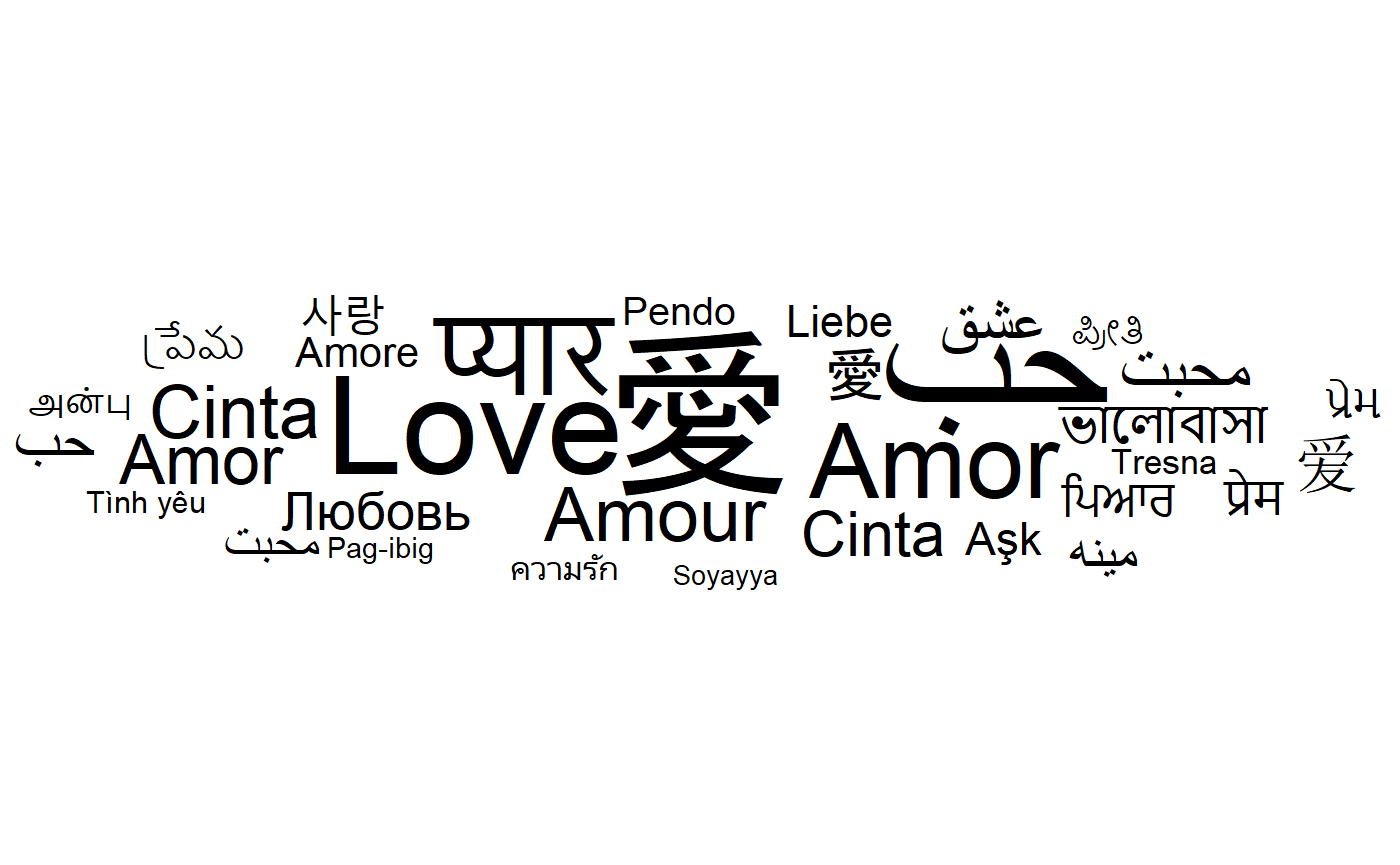 사랑
Pendo
Liebe
عشق
ప్రేమ
Amore
प्यार
愛
愛
حب
ಪ್ರೀತಿ
محبت
அன்பு
Cinta
Love
ভালোবাসা
પ્રેમ
حب
Amor
Amor
Tresna
爱
Tình yêu
Любовь
Amour
ਪਿਆਰ
प्रेम
محبت
Pag-ibig
Cinta
Aşk
مينه
ความรัก
Soyayya